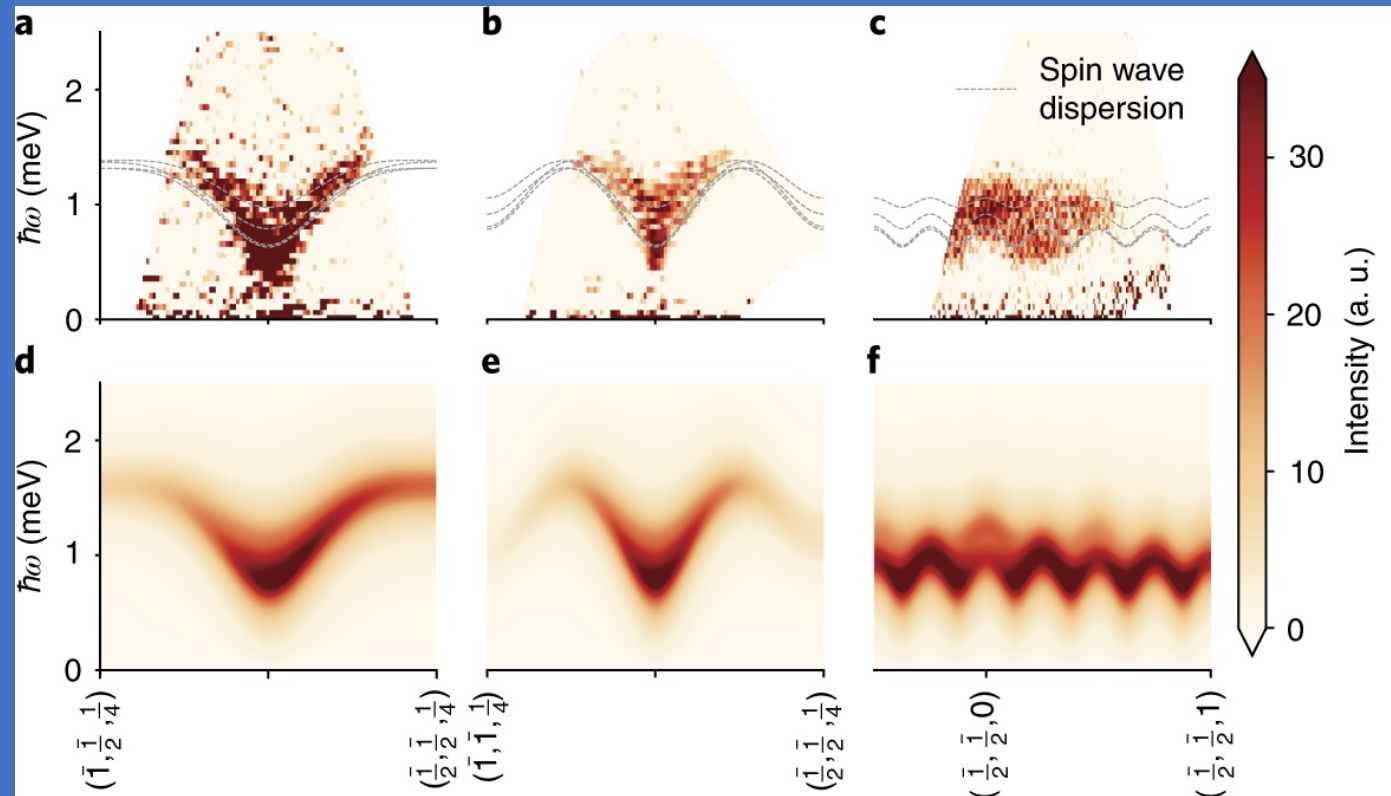 a
b
c
Spin wave
dispersion
ħω (meV)
2
1
0
30
20
10
0
Intensity (a. u.)
d
e
f
ħω (meV)
2
1
0
(1̄, 1̄/2, 1/4)
(1̄/2, 1̄/2, 1/4)
(1̄, 1̄, 1/4)
(1̄/2, 1̄/2, 1/4)
(1̄/2, 1̄/2, 0)
(1̄/2, 1̄/2, 1)